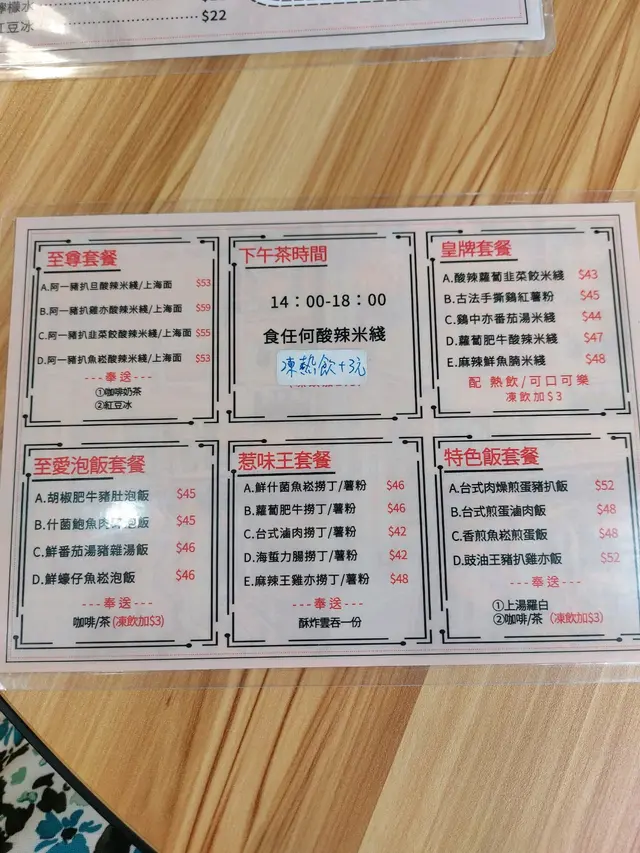 檸檬水
紅豆冰
$22
至尊套餐
A.阿一豬扒旦酸辣米綫/上海面 $53
B.阿一豬扒雞亦酸辣米綫/上海面 $59
C.阿一豬扒韭菜餃酸辣米綫/上海面 $55
D.阿一豬扒魚崧酸辣米綫/上海面 $53
---奉送---
①咖啡奶茶
②紅豆冰
下午茶時間
14：00-18：00
食任何酸辣米綫
凍熱飲+3元
皇牌套餐
A.酸辣蘿蔔韭菜餃米綫 $43
B.古法手撕鷄紅薯粉 $45
C.鷄中亦番茄湯米綫 $44
D.蘿蔔肥牛酸辣米綫 $47
E.麻辣鮮魚腩米綫 $48
配 熱飲/可口可樂
凍飲加$3
至愛泡飯套餐
A.胡椒肥牛豬肚泡飯 $45
B.什菌鮑魚肉 泡飯 $45
C.鮮番茄湯豬雜湯飯 $46
D.鮮蠔仔魚崧泡飯 $46
---奉送---
咖啡/茶(凍飲加$3)
惹味王套餐
A.鮮什菌魚崧撈丁/薯粉 $46
B.蘿蔔肥牛撈丁/薯粉 $46
C.台式滷肉撈丁/薯粉 $42
D.海蜇力腸撈丁/薯粉 $42
E.麻辣王雞亦撈丁/薯粉 $48
---奉送---
酥炸雲吞一份
特色飯套餐
A.台式肉燥煎蛋豬扒飯 $52
B.台式煎蛋滷肉飯 $48
C.香煎魚崧煎蛋飯 $48
D.豉油王豬扒雞亦飯 $52
---奉送---
①上湯羅白
②咖啡/茶 (凍飲加$3)